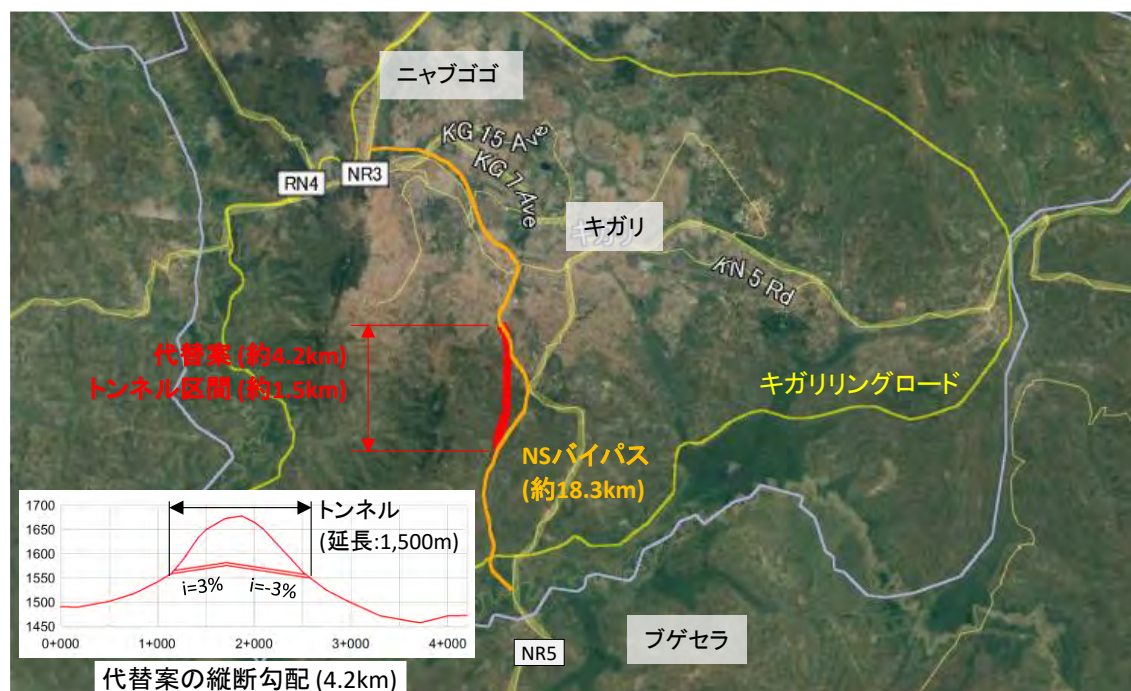 ニャブゴゴ
KG 15 Ave
KG 7 Ave
RN4
NR3
キガリ
キガリ
KN 5 Rd
代替案 (約4.2km)
トンネル区間 (約1.5km)
キガリリングロード
NSバイパス
(約18.3km)
トンネル
(延長:1,500m)
1700
1650
1600
1550
1500
1450
i=3%
i=-3%
0+000
1+000
2+000
3+000
4+000
代替案の縦断勾配 (4.2km)
NR5
ブゲセラ